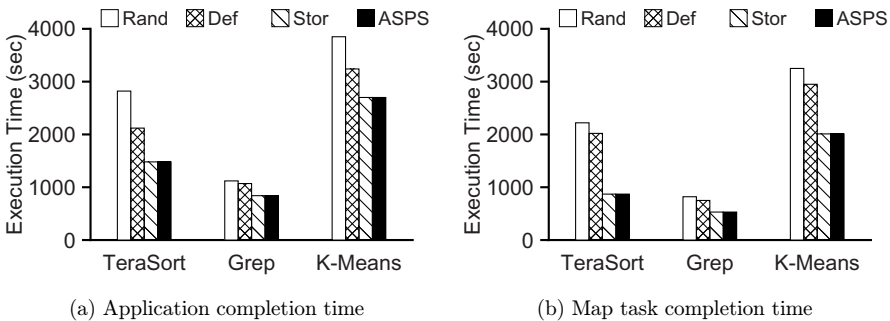 Rand Def Stor ASPS
Execution Time (sec)
4000
3000
2000
1000
0
TeraSort Grep K-Means
(a) Application completion time
Rand Def Stor ASPS
Execution Time (sec)
4000
3000
2000
1000
0
TeraSort Grep K-Means
(b) Map task completion time